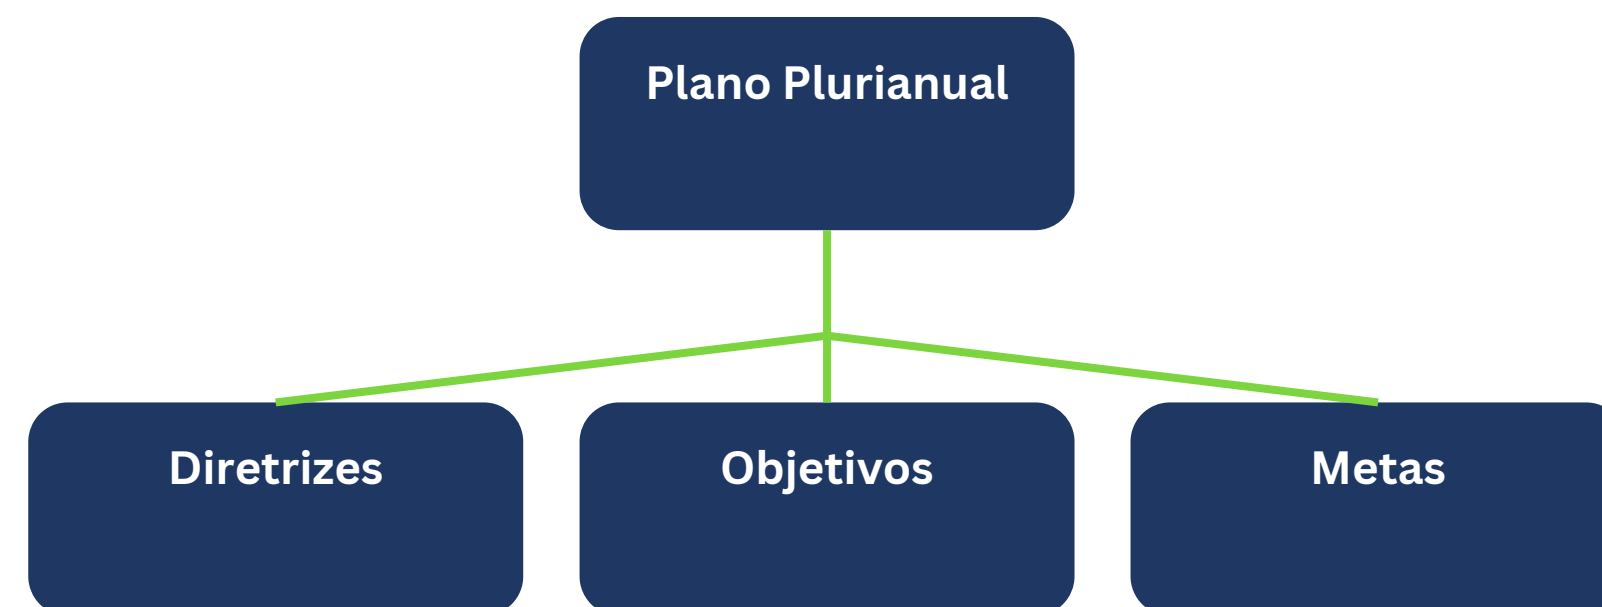 Plano Plurianual
Diretrizes
Objetivos
Metas